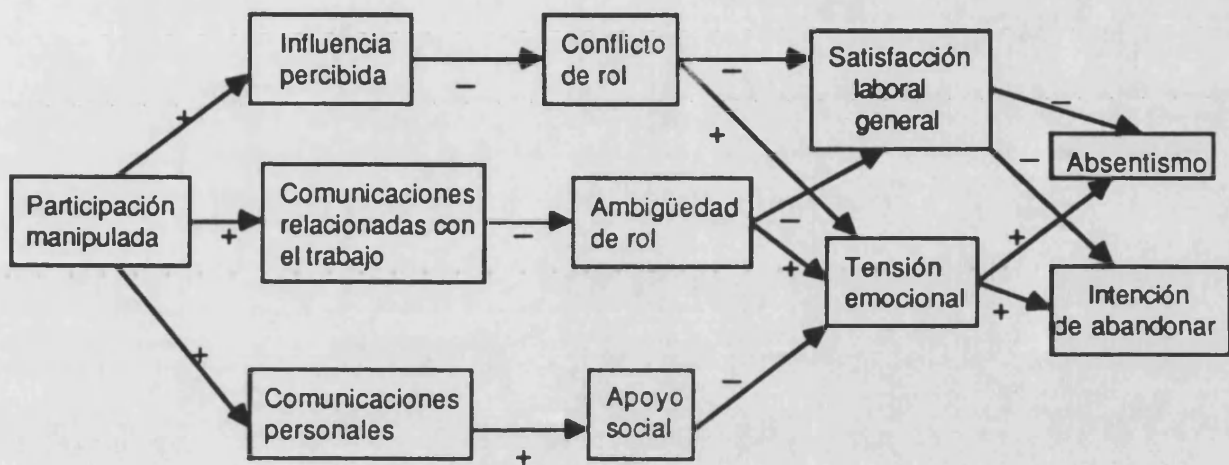 Influencia
percibida
Conflicto
de rol
Satisfacción
laboral
general
Absentismo
Participación
manipulada
Comunicaciones
relacionadas con
el trabajo
Ambigüedad
de rol
Tensión
emocional
Intención
de abandonar
Comunicaciones
personales
Apoyo
social
+
+
+
−
−
+
−
+
−
+
−
−
−
+
+